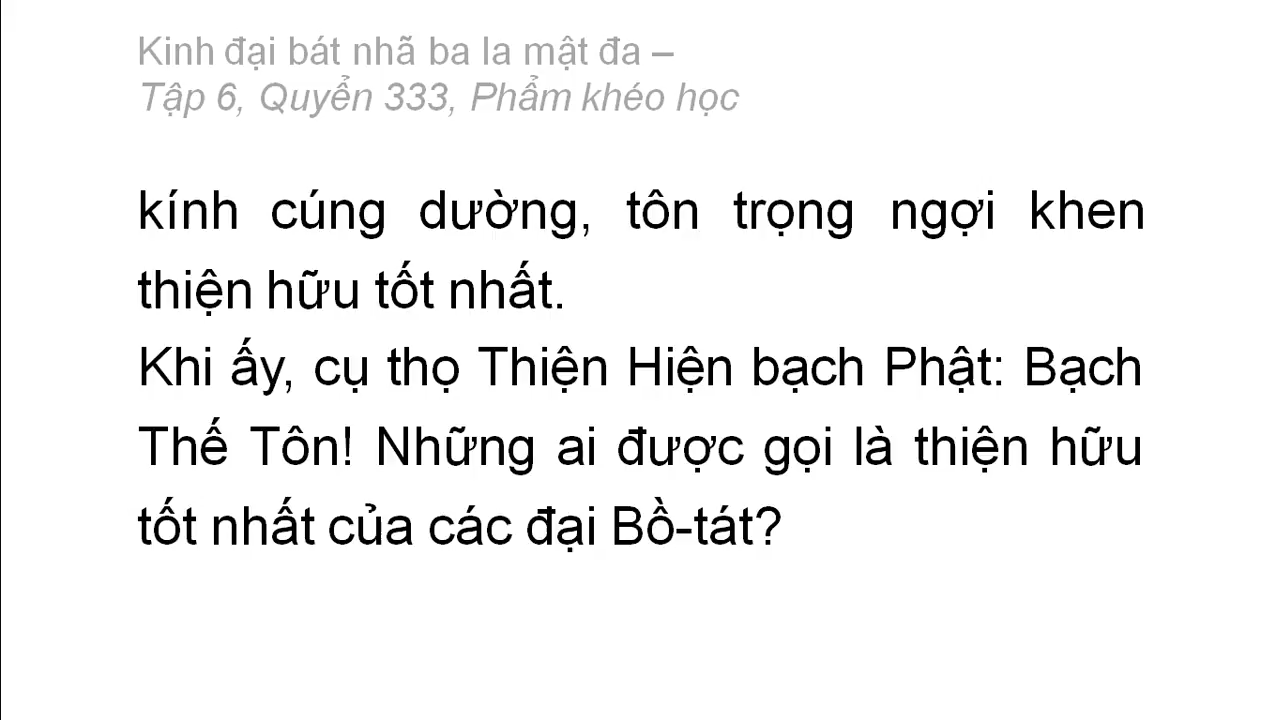 Kinh đại bát nhã ba la mật đa –
Tập 6, Quyển 333, Phẩm khéo học
kính cúng dường, tôn trọng ngợi khen
thiện hữu tốt nhất.
Khi ấy, cụ thọ Thiện Hiện bạch Phật: Bạch
Thế Tôn! Những ai được gọi là thiện hữu
tốt nhất của các đại Bồ-tát?